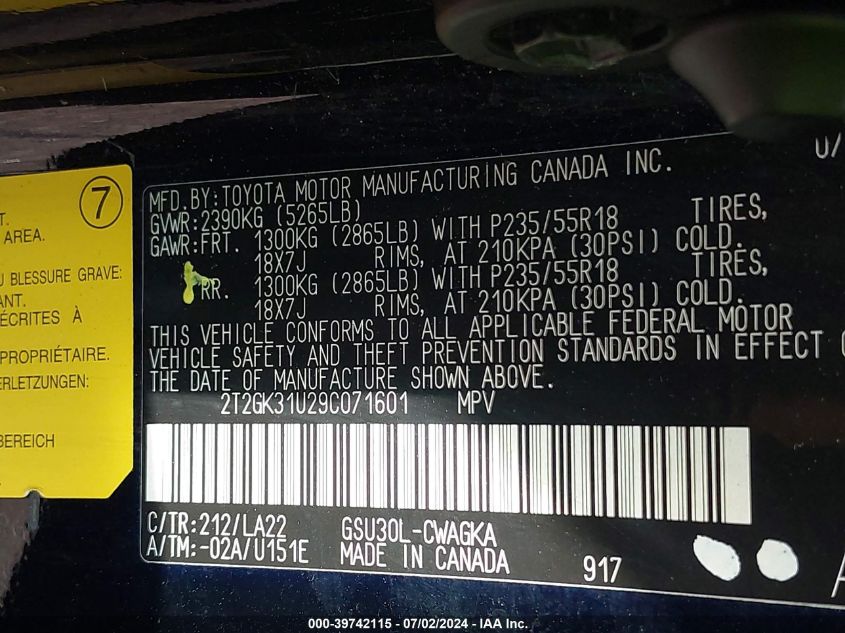 7
T.
AREA.
U BLESSURE GRAVE:
ANT.
ÉCRITES À
PROPRIÉTAIRE.
ERLETZUNGEN:
BEREICH
U/
MFD.BY:TOYOTA MOTOR MANUFACTURING CANADA INC.
GVWR:2390KG (5265LB)
GAWR:FRT. 1300KG (2865LB) WITH P235/55R18 TIRES,
18X7J RIMS, AT 210KPA (30PSI) COLD.
RR. 1300KG (2865LB) WITH P235/55R18 TIRES,
18X7J RIMS, AT 210KPA (30PSI) COLD.
THIS VEHICLE CONFORMS TO ALL APPLICABLE FEDERAL MOTOR
VEHICLE SAFETY AND THEFT PREVENTION STANDARDS IN EFFECT
THE DATE OF MANUFACTURE SHOWN ABOVE.
2T2GK31U29C071601 MPV
C/TR:212/LA22 GSU30L-CWAGKA
A/TM:-02A/U151E MADE IN CANADA 917
000-39742115 - 07/02/2024 - IAA Inc.